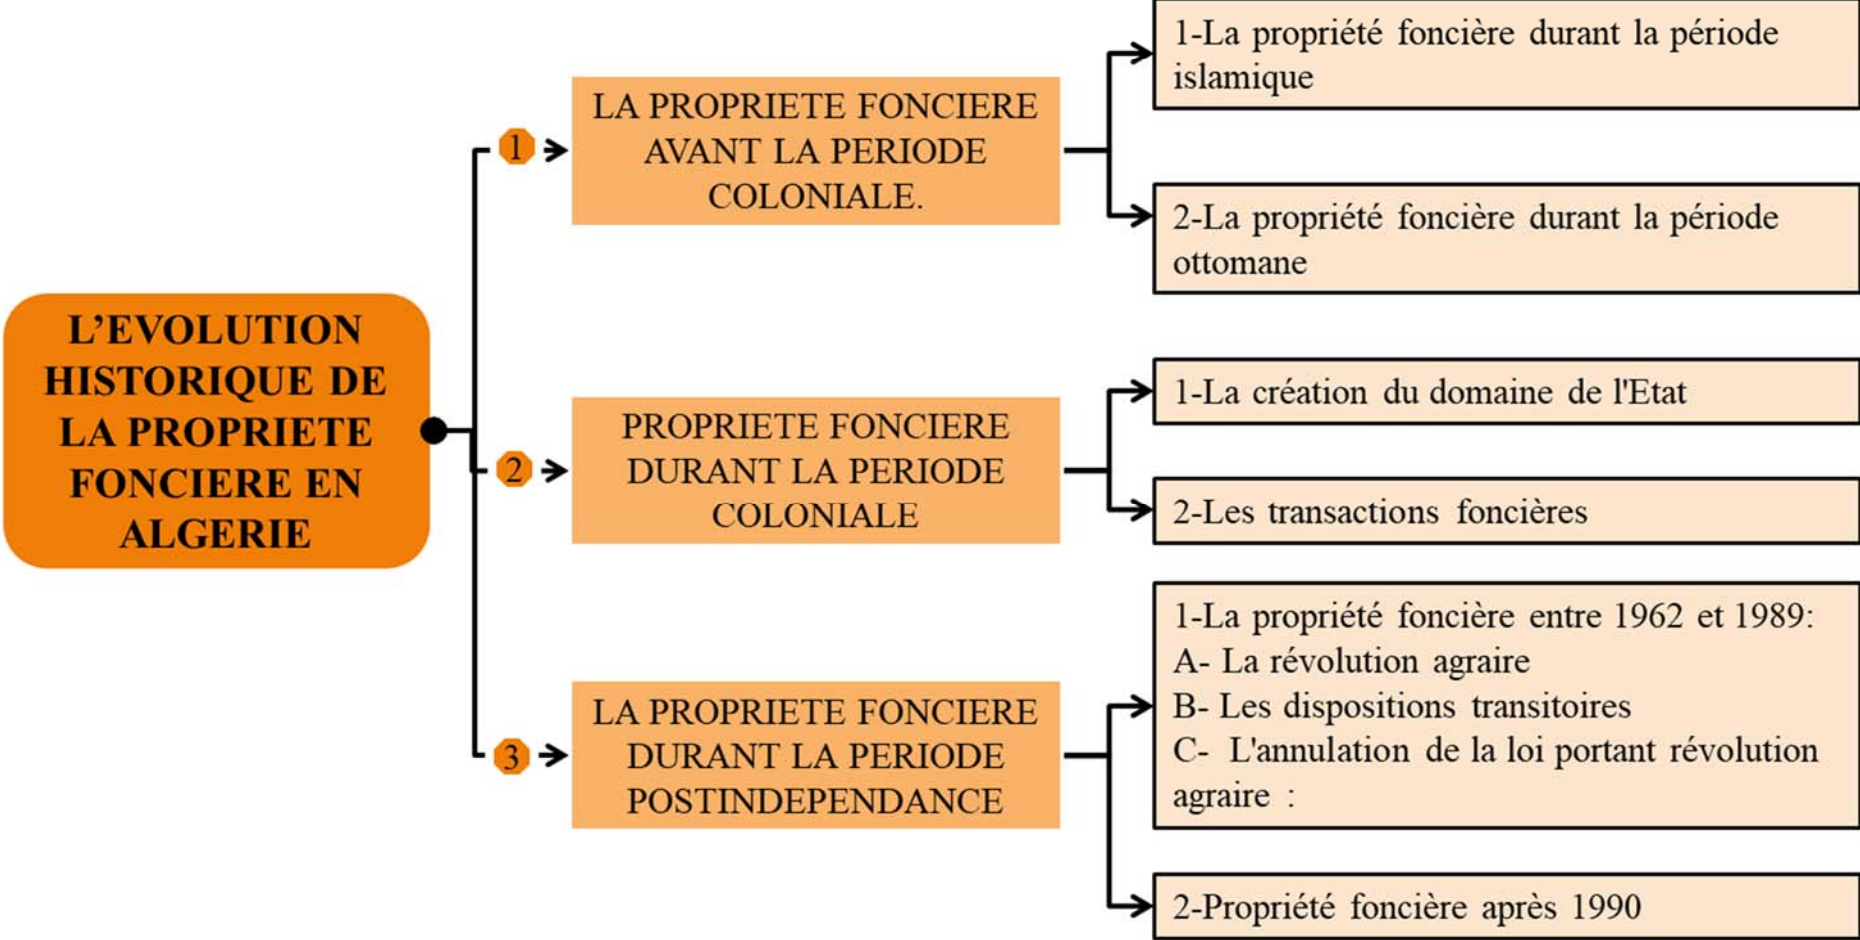 L’EVOLUTION
HISTORIQUE DE
LA PROPRIETE
FONCIERE EN
ALGERIE
1
LA PROPRIETE FONCIERE
AVANT LA PERIODE
COLONIALE.
1-La propriété foncière durant la période
islamique
2-La propriété foncière durant la période
ottomane
2
PROPRIETE FONCIERE
DURANT LA PERIODE
COLONIALE
1-La création du domaine de l'Etat
2-Les transactions foncières
3
LA PROPRIETE FONCIERE
DURANT LA PERIODE
POSTINDEPENDANCE
1-La propriété foncière entre 1962 et 1989:
A- La révolution agraire
B- Les dispositions transitoires
C- L'annulation de la loi portant révolution
agraire :
2-Propriété foncière après 1990